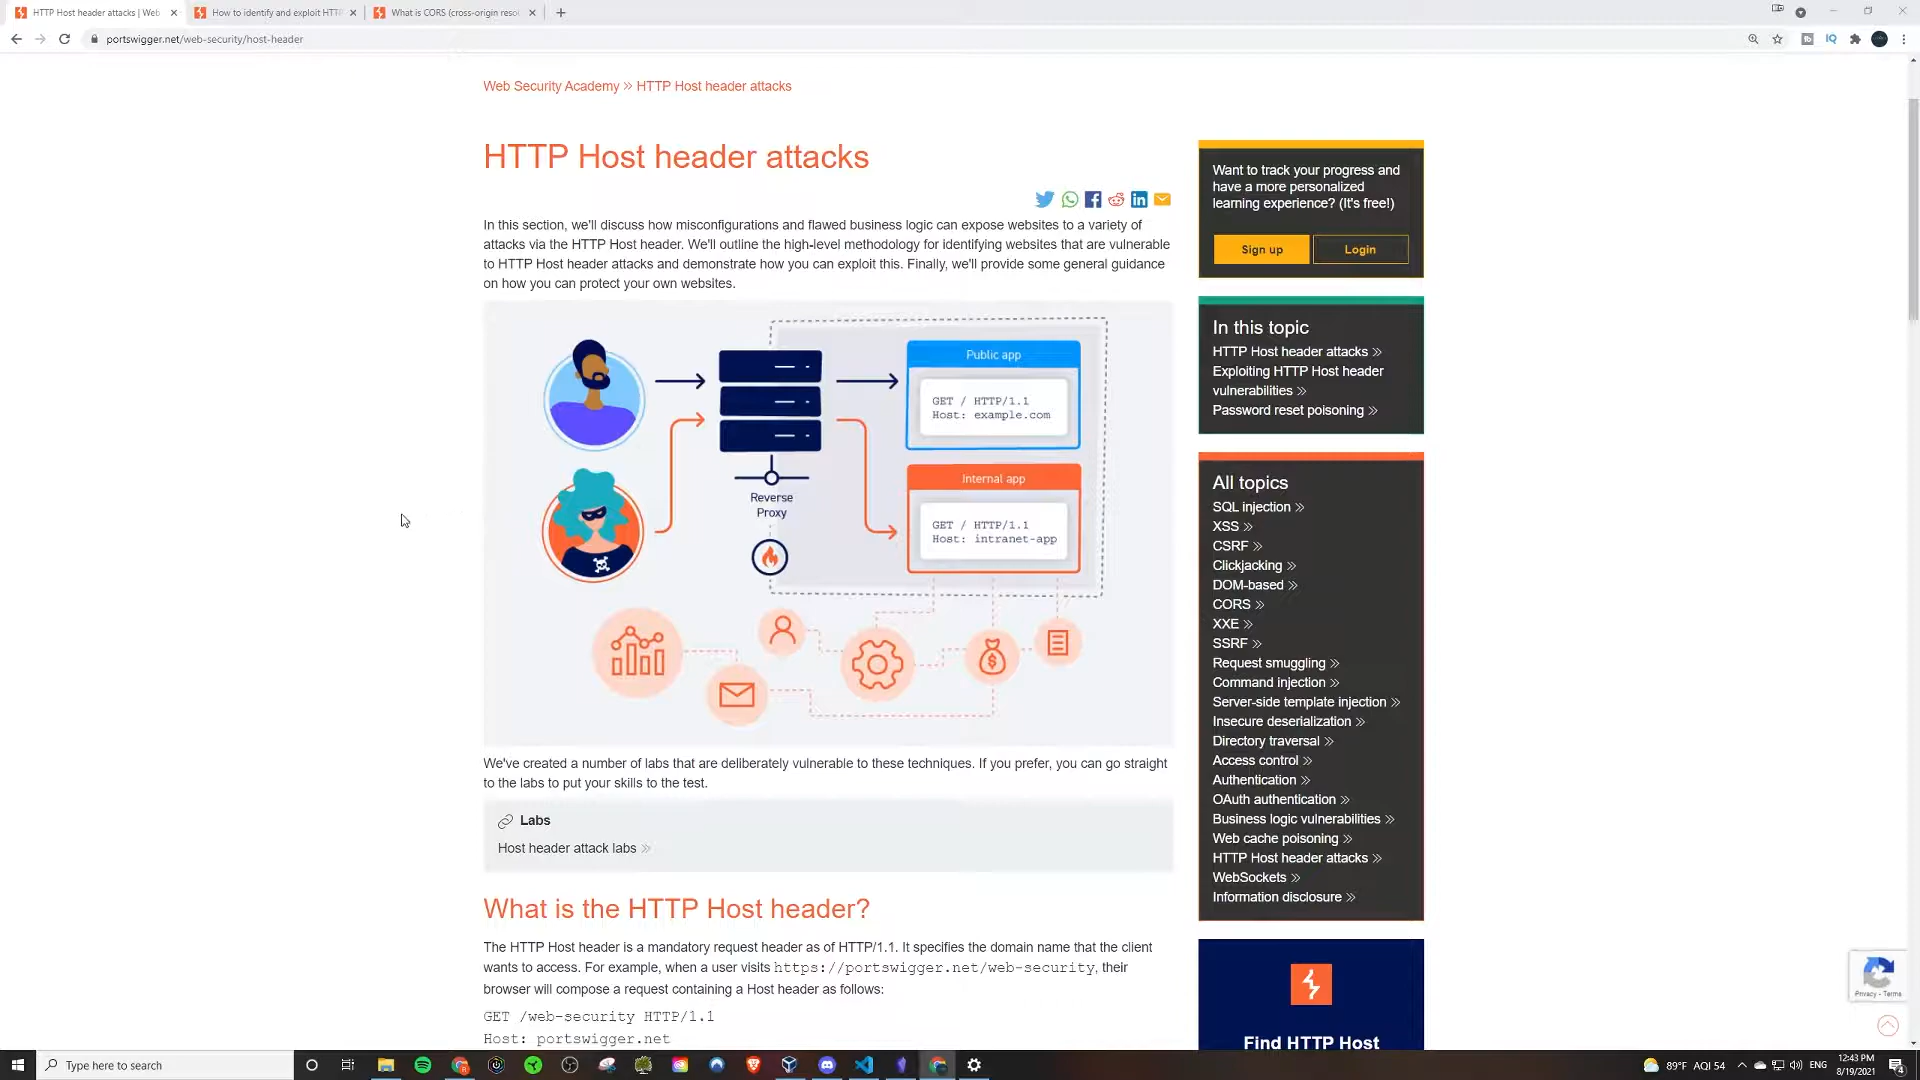 HTTP Host header attacks | Web
How to identify and exploit HTTP
What is CORS (cross-origin reso
portswigger.net/web-security/host-header
Web Security Academy » HTTP Host header attacks
HTTP Host header attacks
In this section, we'll discuss how misconfigurations and flawed business logic can expose websites to a variety of
attacks via the HTTP Host header. We'll outline the high-level methodology for identifying websites that are vulnerable
to HTTP Host header attacks and demonstrate how you can exploit this. Finally, we'll provide some general guidance
on how you can protect your own websites.
Public app
GET / HTTP/1.1
Host: example.com
Internal app
GET / HTTP/1.1
Host: intranet-app
Reverse
Proxy
We've created a number of labs that are deliberately vulnerable to these techniques. If you prefer, you can go straight
to the labs to put your skills to the test.
Labs
Host header attack labs »
What is the HTTP Host header?
The HTTP Host header is a mandatory request header as of HTTP/1.1. It specifies the domain name that the client
wants to access. For example, when a user visits https://portswigger.net/web-security, their
browser will compose a request containing a Host header as follows:
GET /web-security HTTP/1.1
Host: portswigger.net
Want to track your progress and
have a more personalized
learning experience? (It's free!)
Sign up
Login
In this topic
HTTP Host header attacks »
Exploiting HTTP Host header
vulnerabilities »
Password reset poisoning »
All topics
SQL injection »
XSS »
CSRF »
Clickjacking »
DOM-based »
CORS »
XXE »
SSRF »
Request smuggling »
Command injection »
Server-side template injection »
Insecure deserialization »
Directory traversal »
Access control »
Authentication »
OAuth authentication »
Business logic vulnerabilities »
Web cache poisoning »
HTTP Host header attacks »
WebSockets »
Information disclosure »
Find HTTP Host
Privacy - Terms
Type here to search
89°F AQI 54
ENG
12:43 PM
8/19/2021